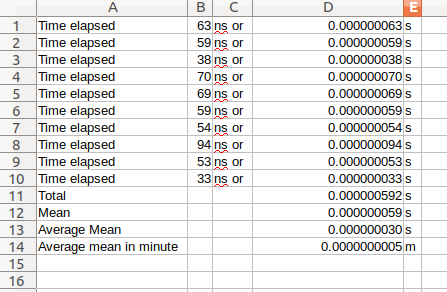 A B C D E
1 Time elapsed 63 ns or 0.000000063 s
2 Time elapsed 59 ns or 0.000000059 s
3 Time elapsed 38 ns or 0.000000038 s
4 Time elapsed 70 ns or 0.000000070 s
5 Time elapsed 69 ns or 0.000000069 s
6 Time elapsed 59 ns or 0.000000059 s
7 Time elapsed 54 ns or 0.000000054 s
8 Time elapsed 94 ns or 0.000000094 s
9 Time elapsed 53 ns or 0.000000053 s
10 Time elapsed 33 ns or 0.000000033 s
11 Total 0.000000592 s
12 Mean 0.000000059 s
13 Average Mean 0.000000030 s
14 Average mean in minute 0.0000000005 m
15
16